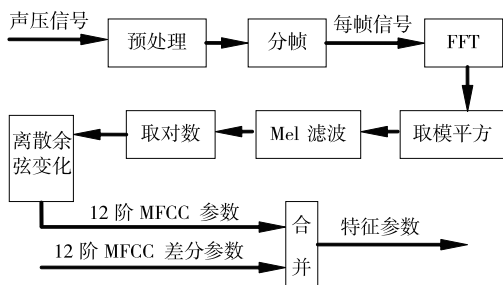 声压信号
预处理
分帧
每帧信号
FFT
取模平方
Mel 滤波
取对数
离散余
弦变化
12 阶 MFCC 参数
12 阶 MFCC 差分参数
合
并
特征参数